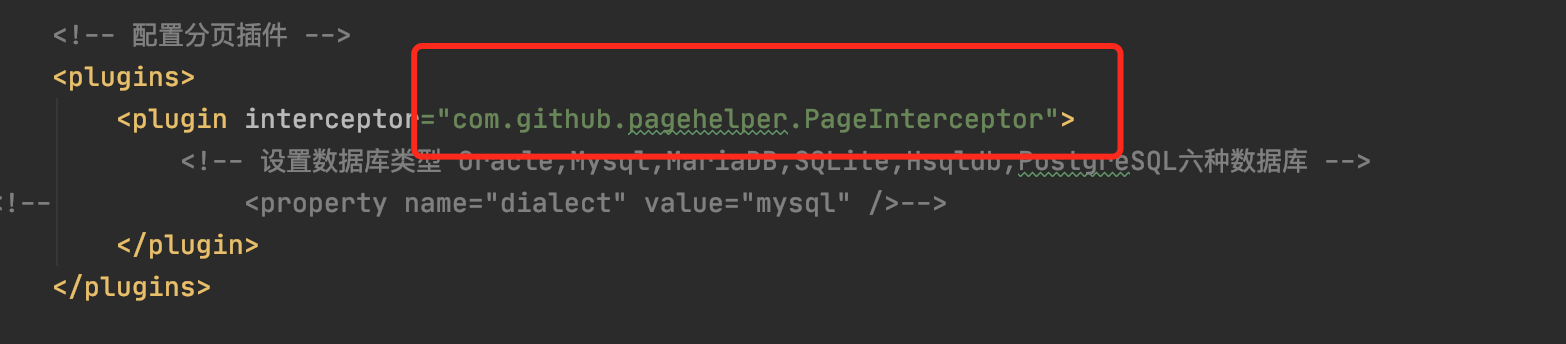 <!-- 配置分页插件 -->
<plugins>
<plugin interceptor="com.github.pagehelper.PageInterceptor">
<!-- 设置数据库类型 Oracle,Mysql,MariaDB,SQLite,Hsqldb,PostgreSQL六种数据库 -->
!-- <property name="dialect" value="mysql" />-->
</plugin>
</plugins>